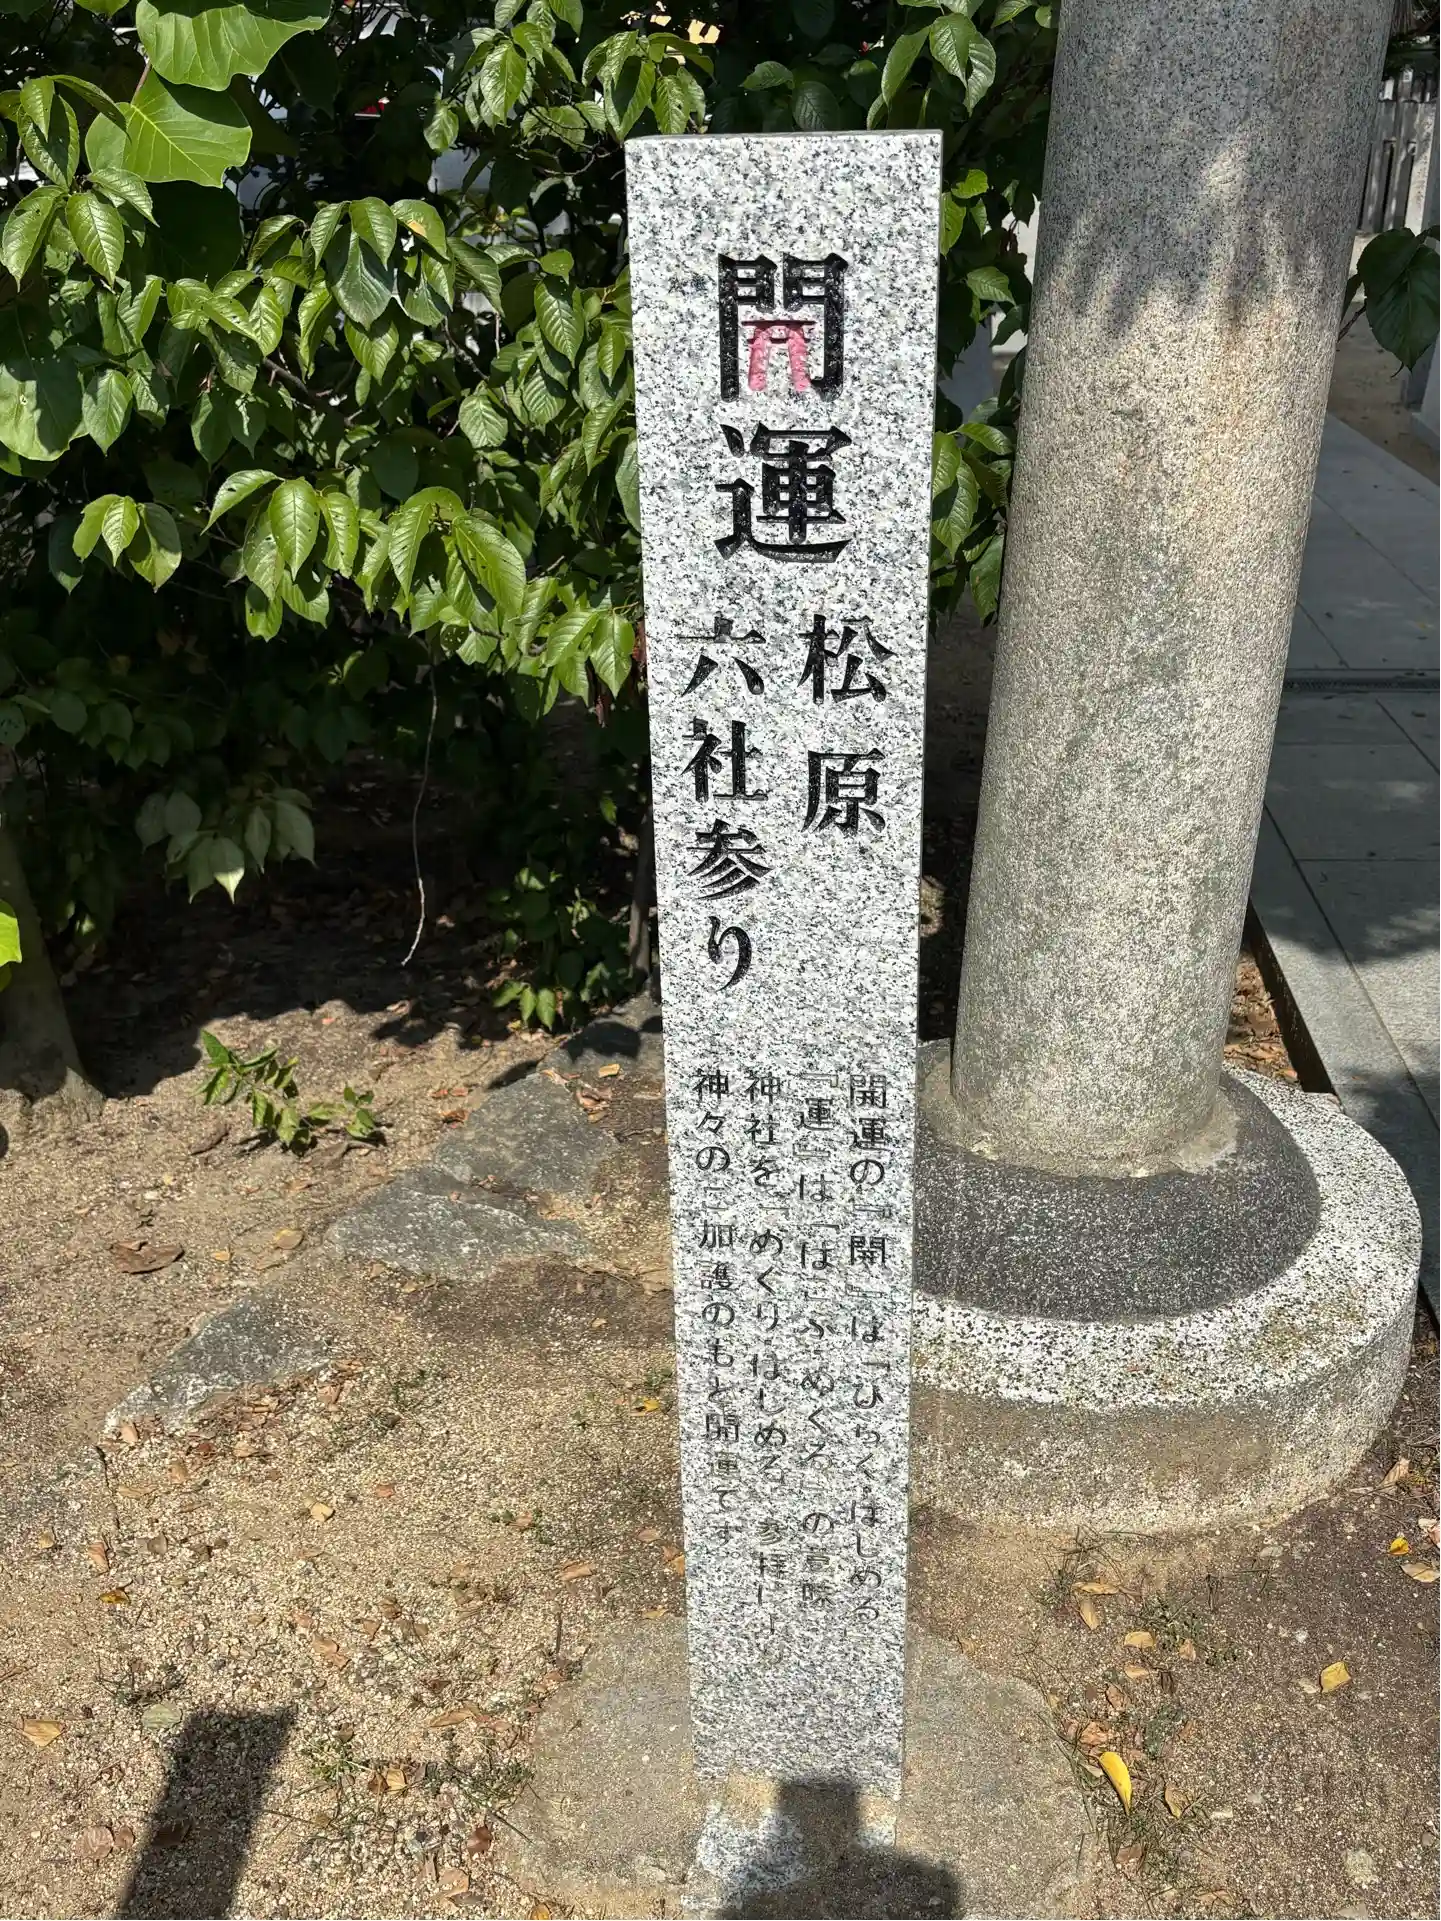 開運
松原
六社参り
開運の『開』は「ひらく・はじめる」
『運』は「はこぶ・めぐる」の意味
神社を「めぐりはじめる」参拝より
神々のご加護のもと開運です。